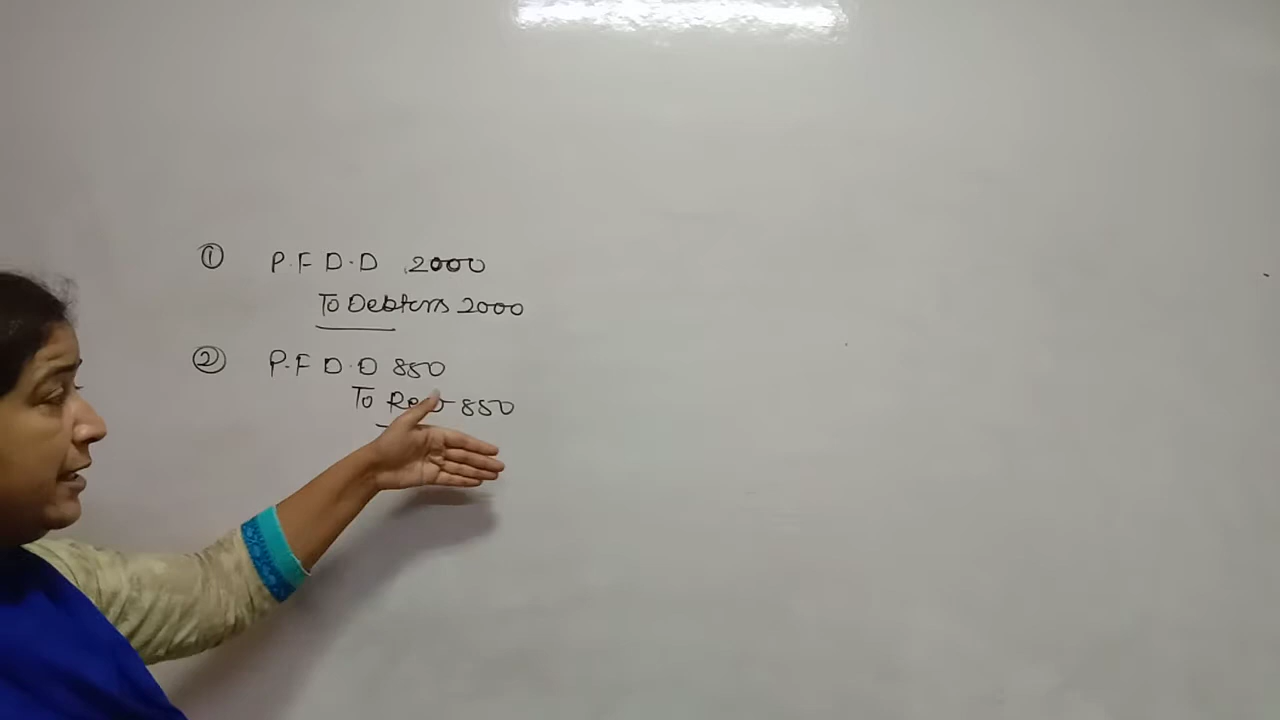 ① P.F D.D 2000
To Debtors 2000
② P.F D.D 850
To 850